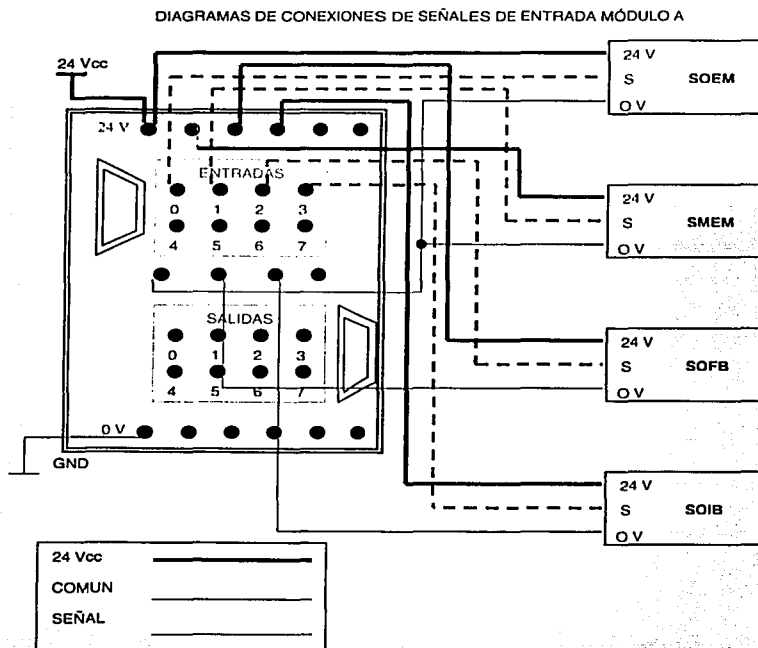 DIAGRAMAS DE CONEXIONES DE SEÑALES DE ENTRADA MÓDULO A
24 Vcc
24 V
ENTRADAS
0 1 2 3
4 5 6 7
SALIDAS
0 1 2 3
4 5 6 7
0 V
GND
24 V
S SOEM
O V
24 V
S SMEM
O V
24 V
S SOFB
O V
24 V
S SOIB
O V
24 Vcc
COMUN
SEÑAL